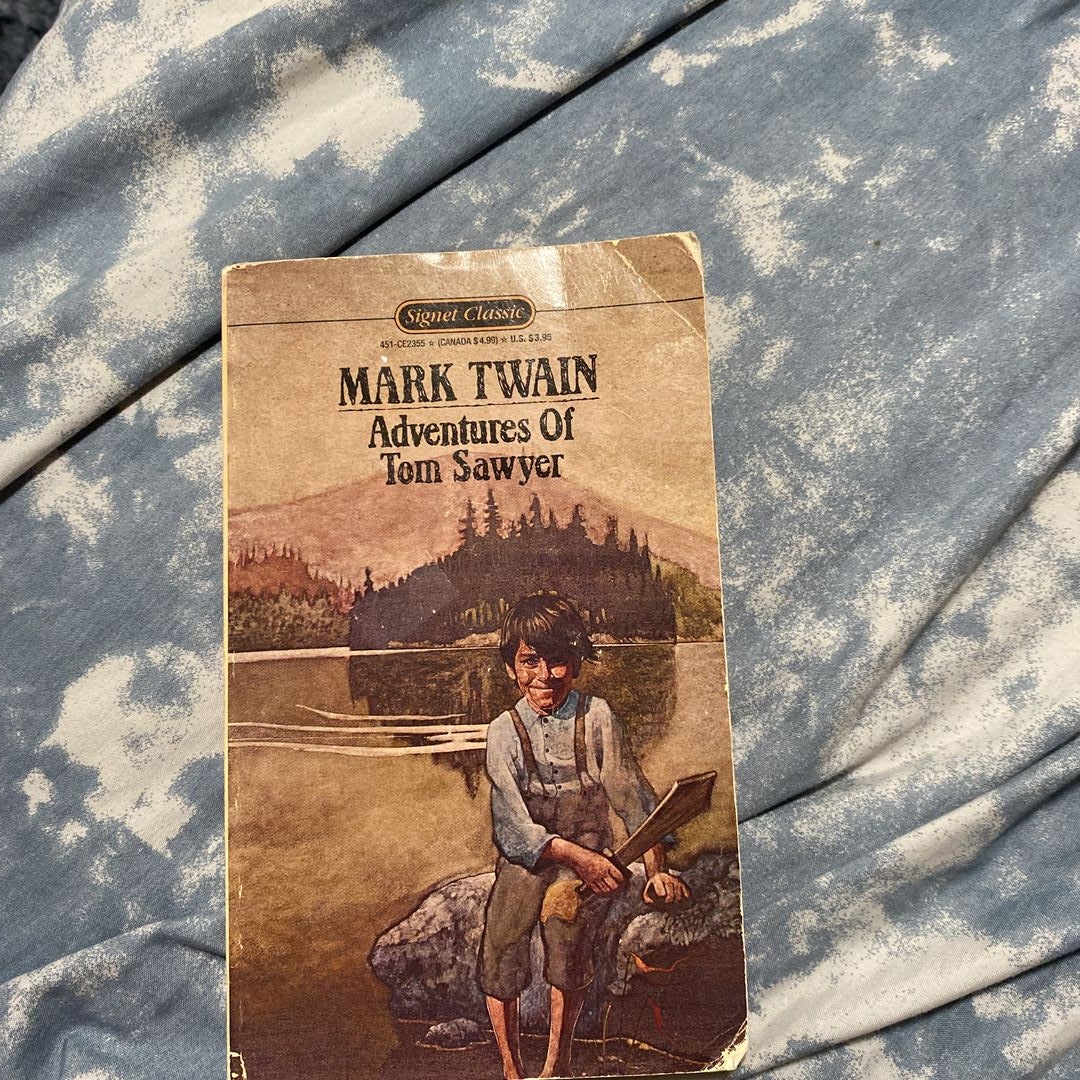 Signet Classic
451-CE2355 ☆ (CANADA $4.99) ★ U.S. $3.95
MARK TWAIN
Adventures Of
Tom Sawyer